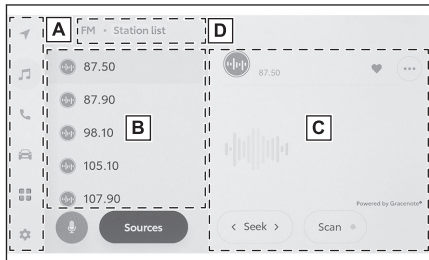 A
FM • Station list
D
87.50
87.90
98.10
105.10
107.90
B
Sources
87.50
C
Powered by Gracenote®
< Seek >
Scan